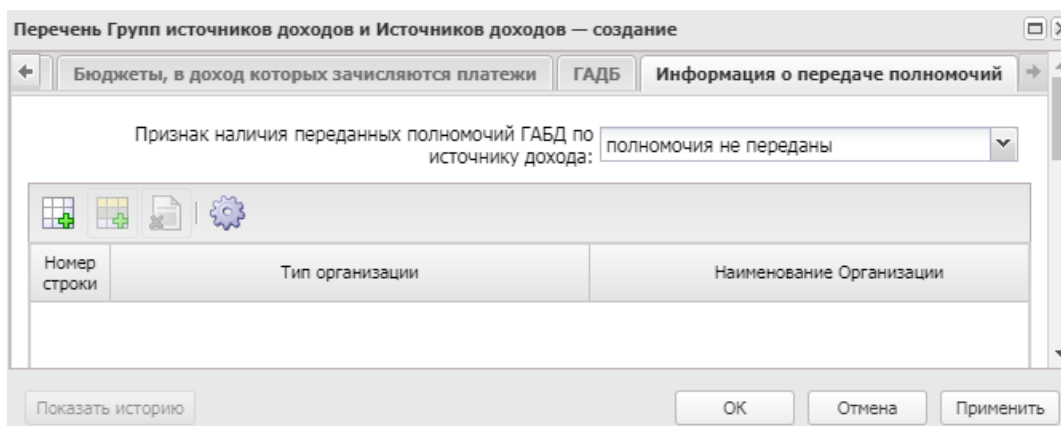 Перечень Групп источников доходов и Источников доходов — создание
Бюджеты, в доход которых зачисляются платежи ГАДБ Информация о передаче полномочий
Признак наличия переданных полномочий ГАБД по
источнику дохода:
полномочия не переданы
Номер
строки
Тип организации
Наименование Организации
Показать историю ОК Отмена Применить